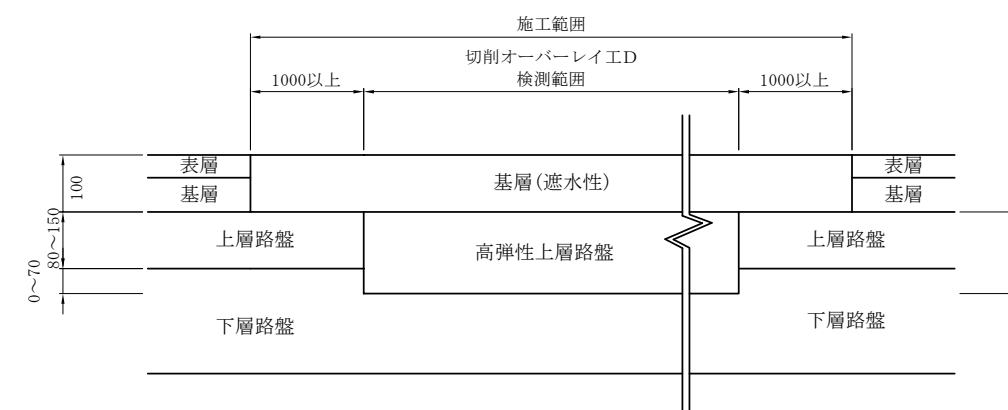 施工範囲
切削オーバーレイ工D
1000以上
検測範囲
1000以上
表層
基層(遮水性)
表層
基層
基層
100
上層路盤
高弾性上層路盤
上層路盤
80～150
0～70
下層路盤
下層路盤